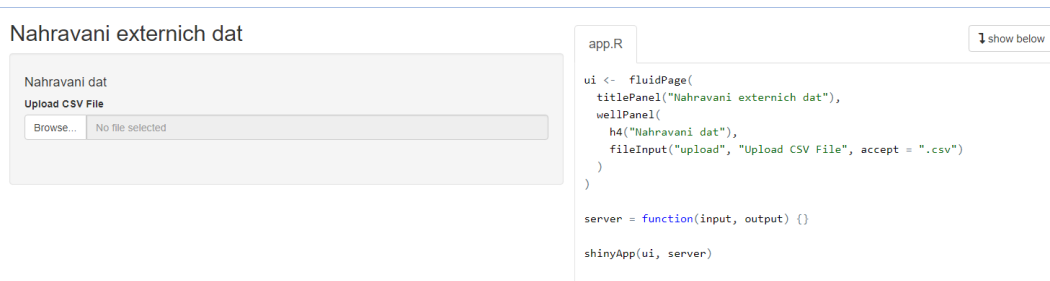 Nahravani externich dat
Nahravani dat
Upload CSV File
Browse... No file selected
app.R
show below
ui <- fluidPage(
  titlePanel("Nahravani externich dat"),
  wellPanel(
    h4("Nahravani dat"),
    fileInput("upload", "Upload CSV File", accept = ".csv")
  )
)
server = function(input, output) {}
shinyApp(ui, server)